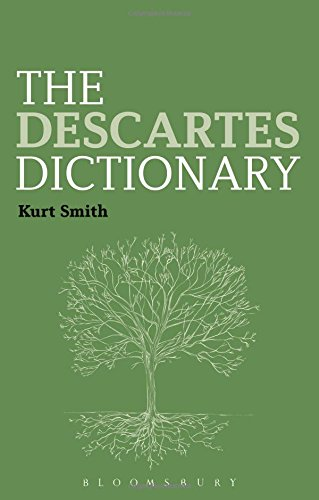 THE
DESCARTES
DICTIONARY
Kurt Smith
BLOOMSBURY